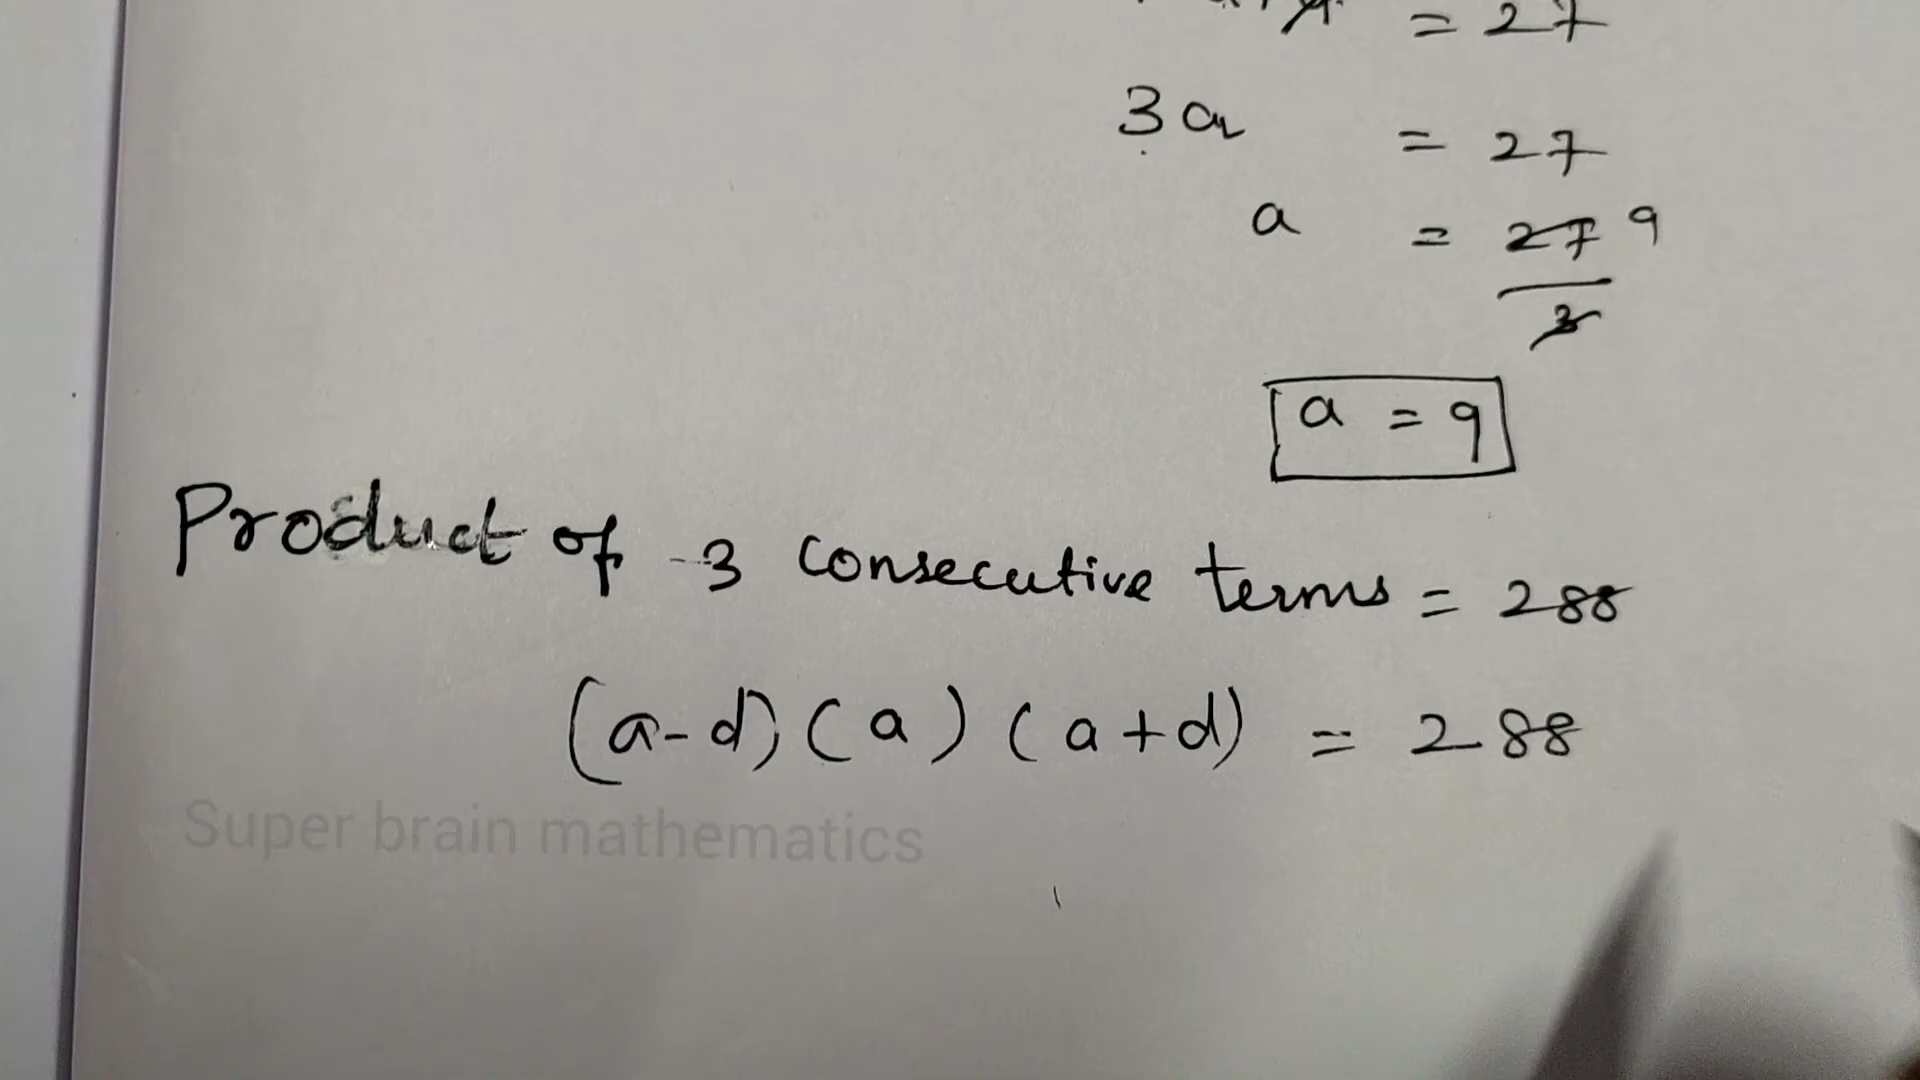 = 27
3a = 27
a = 27 9
3
a = 9
Product of 3 consecutive terms = 288
(a-d) (a) (a+d) = 288
Super brain mathematics